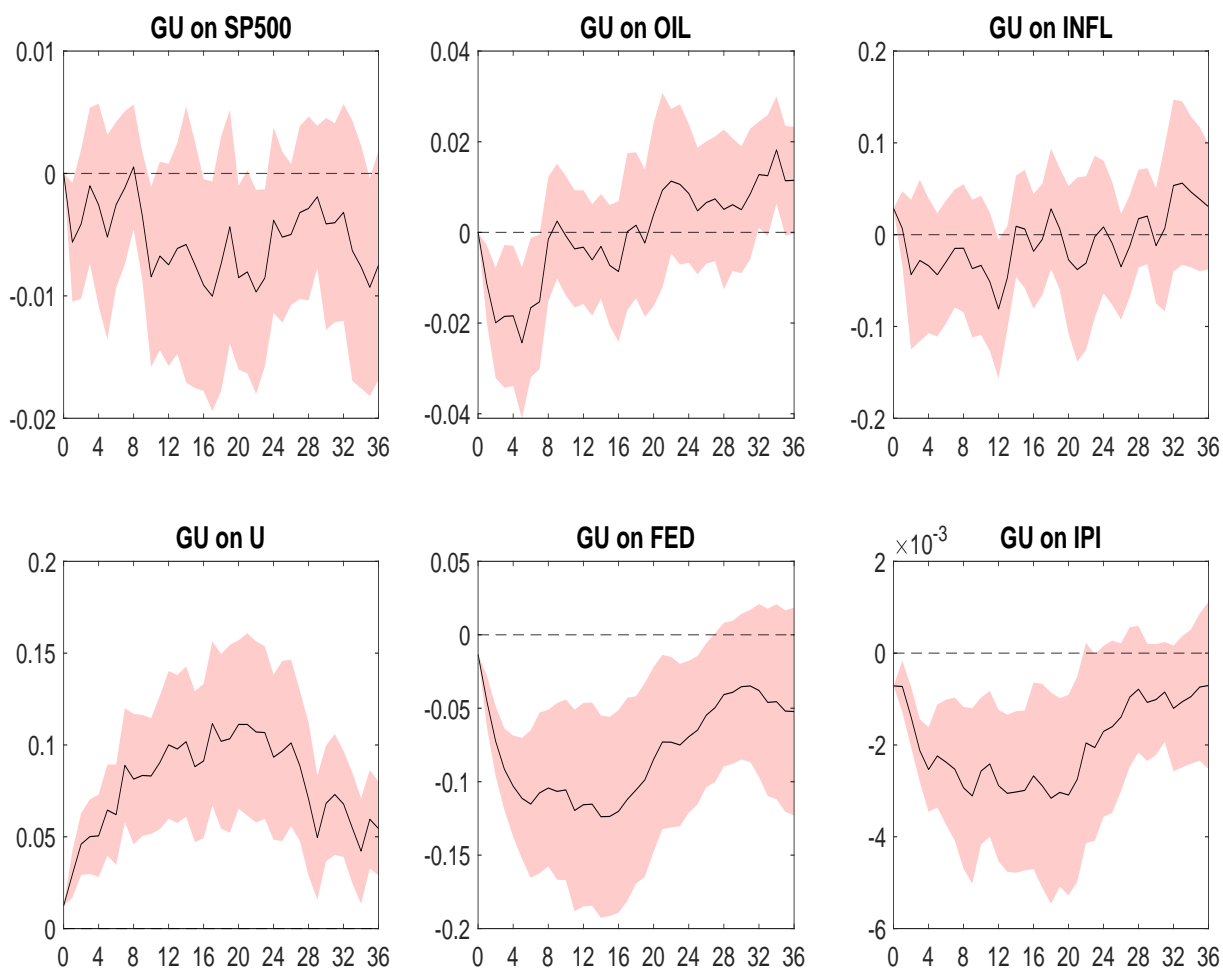 GU on SP500
0.01
0
-0.01
-0.02
0 4 8 12 16 20 24 28 32 36
GU on OIL
0.04
0.02
0
-0.02
-0.04
0 4 8 12 16 20 24 28 32 36
GU on INFL
0.2
0.1
0
-0.1
-0.2
0 4 8 12 16 20 24 28 32 36
GU on U
0.2
0.15
0.1
0.05
0
0 4 8 12 16 20 24 28 32 36
GU on FED
0.05
0
-0.05
-0.1
-0.15
-0.2
0 4 8 12 16 20 24 28 32 36
GU on IPI
×10⁻³
2
0
-2
-4
-6
0 4 8 12 16 20 24 28 32 36